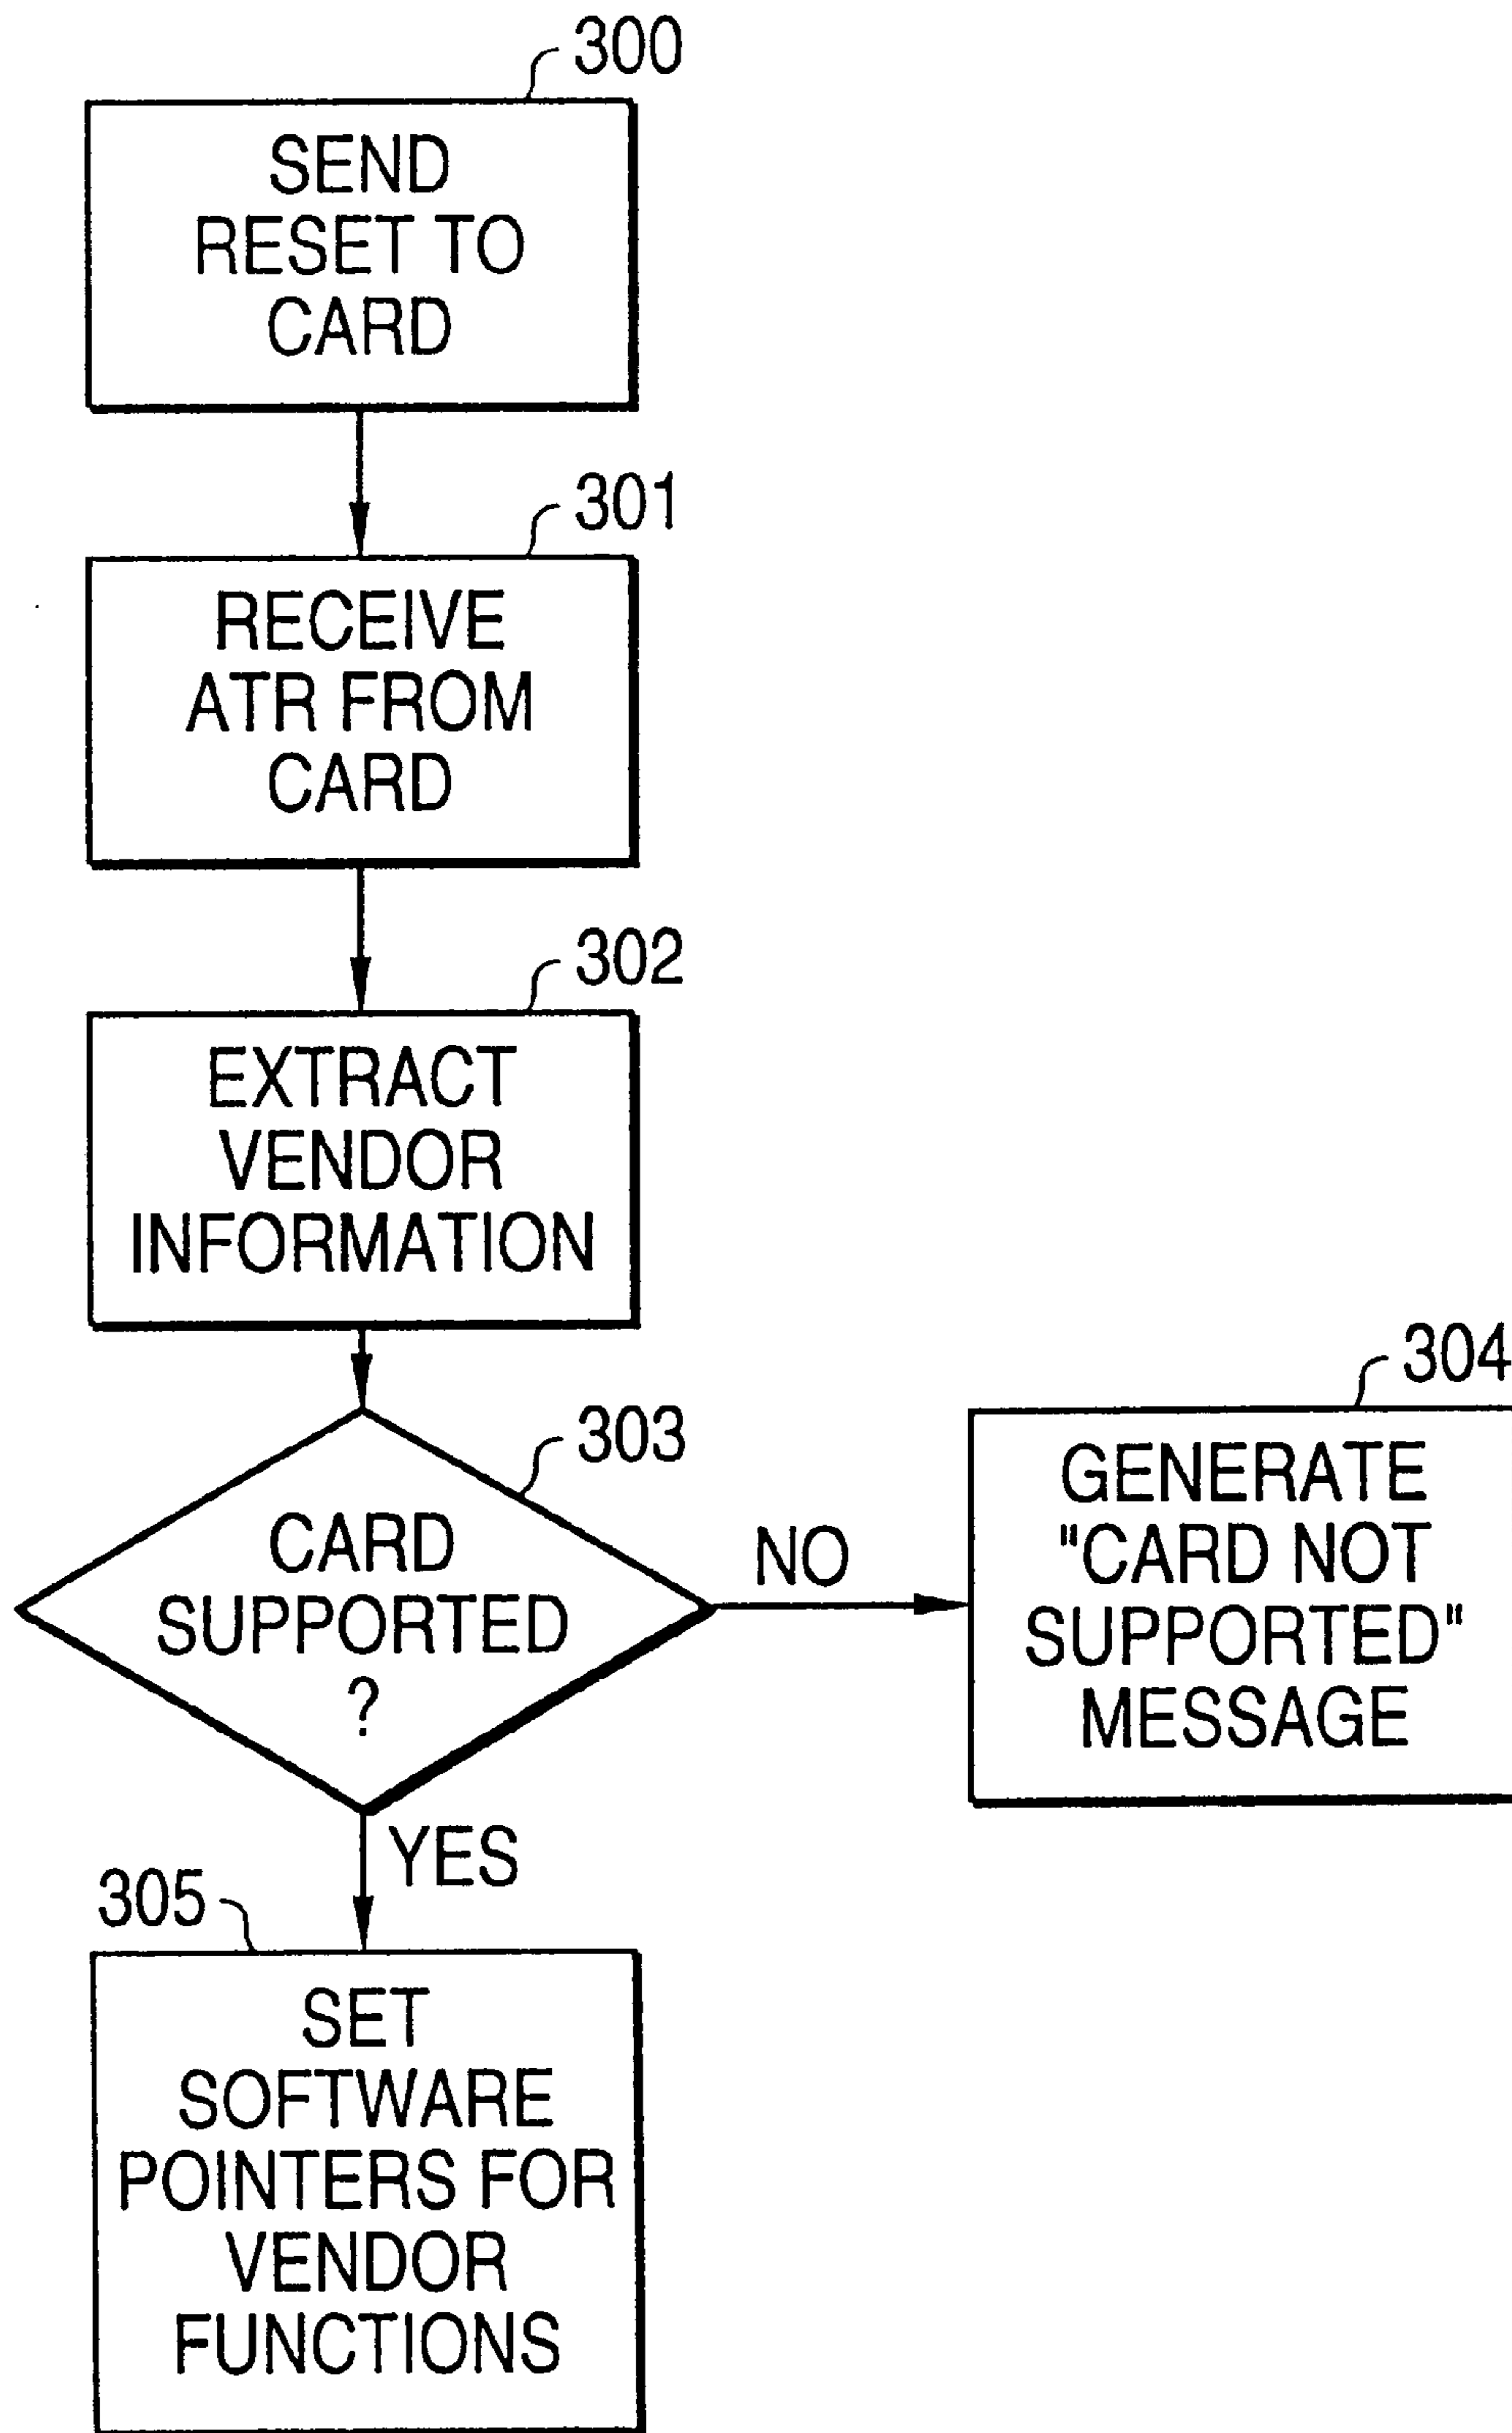 300
SEND
RESET TO
CARD
301
RECEIVE
ATR FROM
CARD
302
EXTRACT
VENDOR
INFORMATION
303
CARD
SUPPORTED
?
NO
304
GENERATE
"CARD NOT
SUPPORTED"
MESSAGE
YES
305
SET
SOFTWARE
POINTERS FOR
VENDOR
FUNCTIONS